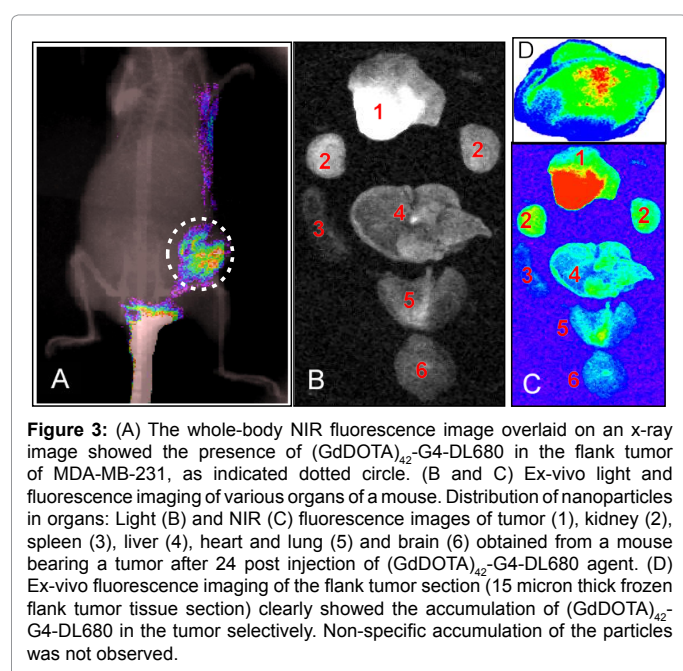 A
B
1
2
2
3
4
5
6
D
C
1
2
2
3
4
5
6
Figure 3: (A) The whole-body NIR fluorescence image overlaid on an x-ray
image showed the presence of (GdDOTA)42-G4-DL680 in the flank tumor
of MDA-MB-231, as indicated dotted circle. (B and C) Ex-vivo light and
fluorescence imaging of various organs of a mouse. Distribution of nanoparticles
in organs: Light (B) and NIR (C) fluorescence images of tumor (1), kidney (2),
spleen (3), liver (4), heart and lung (5) and brain (6) obtained from a mouse
bearing a tumor after 24 post injection of (GdDOTA)42-G4-DL680 agent. (D)
Ex-vivo fluorescence imaging of the flank tumor section (15 micron thick frozen
flank tumor tissue section) clearly showed the accumulation of (GdDOTA)42-
G4-DL680 in the tumor selectively. Non-specific accumulation of the particles
was not observed.